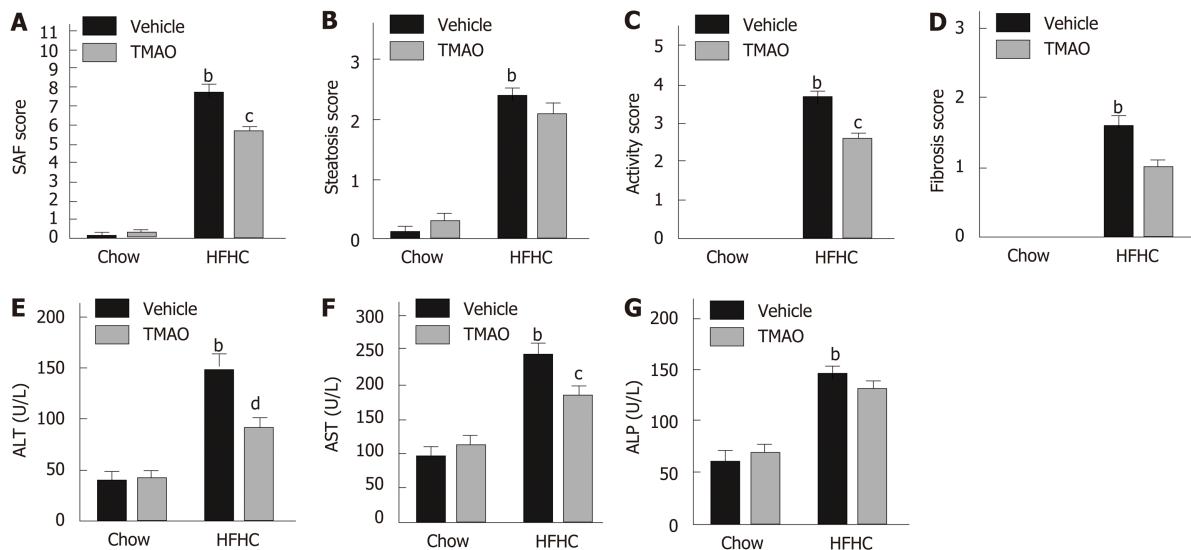 A
Vehicle
TMAO
SAF score
11
10
9
8
7
6
5
4
3
2
1
0
b
c
Chow
HFHC
B
Vehicle
TMAO
Steatosis score
3
2
1
0
b
Chow
HFHC
C
Vehicle
TMAO
Activity score
5
4
3
2
1
0
b
c
Chow
HFHC
D
Vehicle
TMAO
Fibrosis score
3
2
1
0
b
Chow
HFHC
E
Vehicle
TMAO
ALT (U/L)
200
150
100
50
0
b
d
Chow
HFHC
F
Vehicle
TMAO
AST (U/L)
300
250
200
150
100
50
0
b
c
Chow
HFHC
G
Vehicle
TMAO
ALP (U/L)
200
150
100
50
0
b
Chow
HFHC